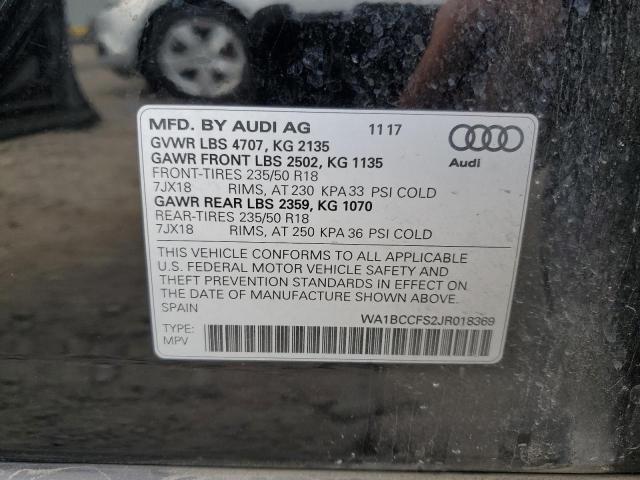 MFD. BY AUDI AG 11 17
GVWR LBS 4707, KG 2135
GAWR FRONT LBS 2502, KG 1135
FRONT-TIRES 235/50 R18
7JX18 RIMS, AT 230 KPA 33 PSI COLD
GAWR REAR LBS 2359, KG 1070
REAR-TIRES 235/50 R18
7JX18 RIMS, AT 250 KPA 36 PSI COLD
Audi
THIS VEHICLE CONFORMS TO ALL APPLICABLE
U.S. FEDERAL MOTOR VEHICLE SAFETY AND
THEFT PREVENTION STANDARDS IN EFFECT ON
THE DATE OF MANUFACTURE SHOWN ABOVE.
SPAIN
WA1BCCFS2JR018369
TYPE:
MPV